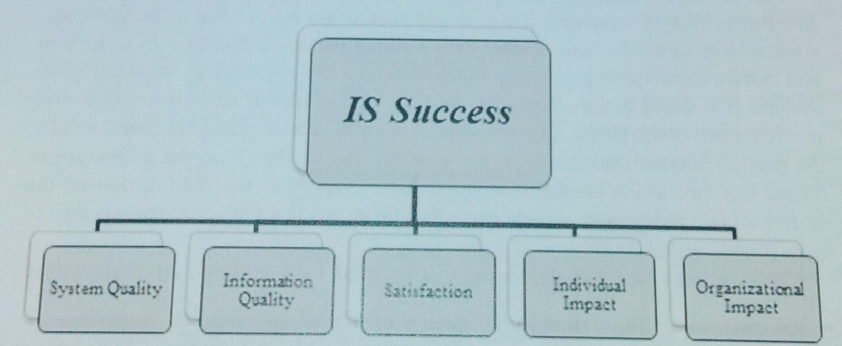 IS Success
System Quality
Information
Quality
Satisfaction
Individual
Impact
Organizational
Impact